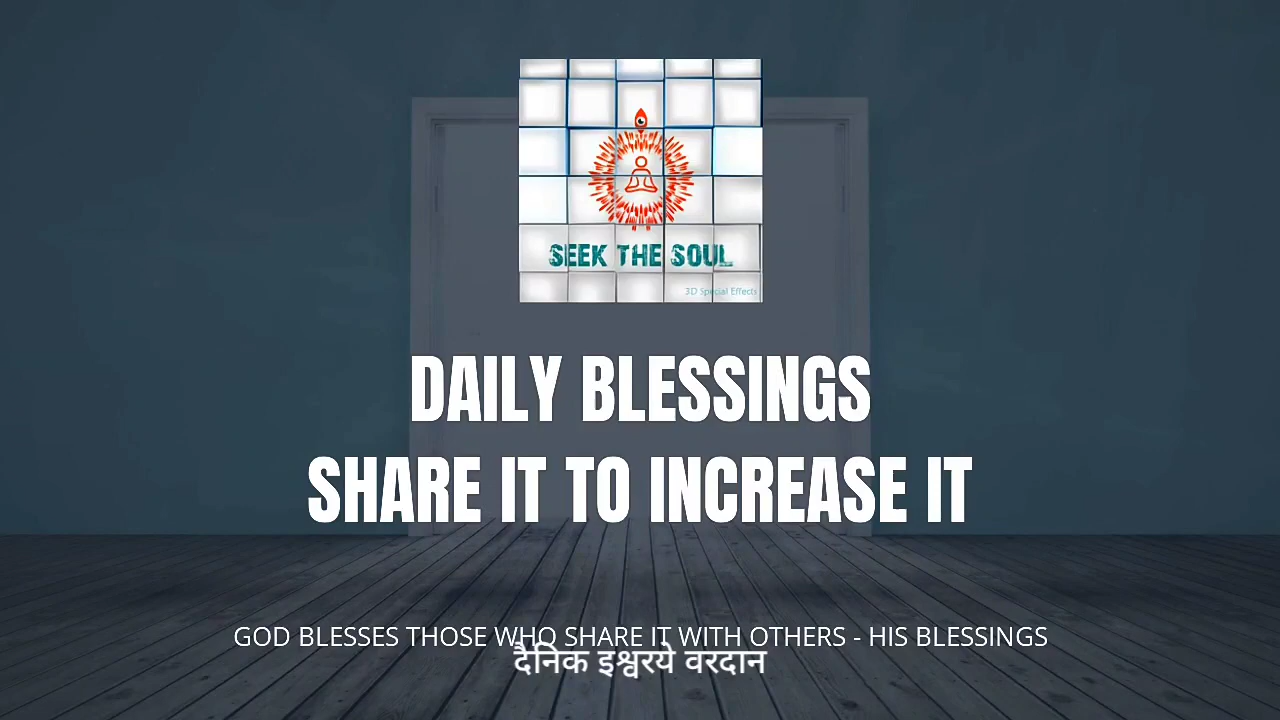 SEEK THE SOUL
3D Special Effects
DAILY BLESSINGS
SHARE IT TO INCREASE IT
GOD BLESSES THOSE WHO SHARE IT WITH OTHERS - HIS BLESSINGS
दैनिक इश्वरये वरदान